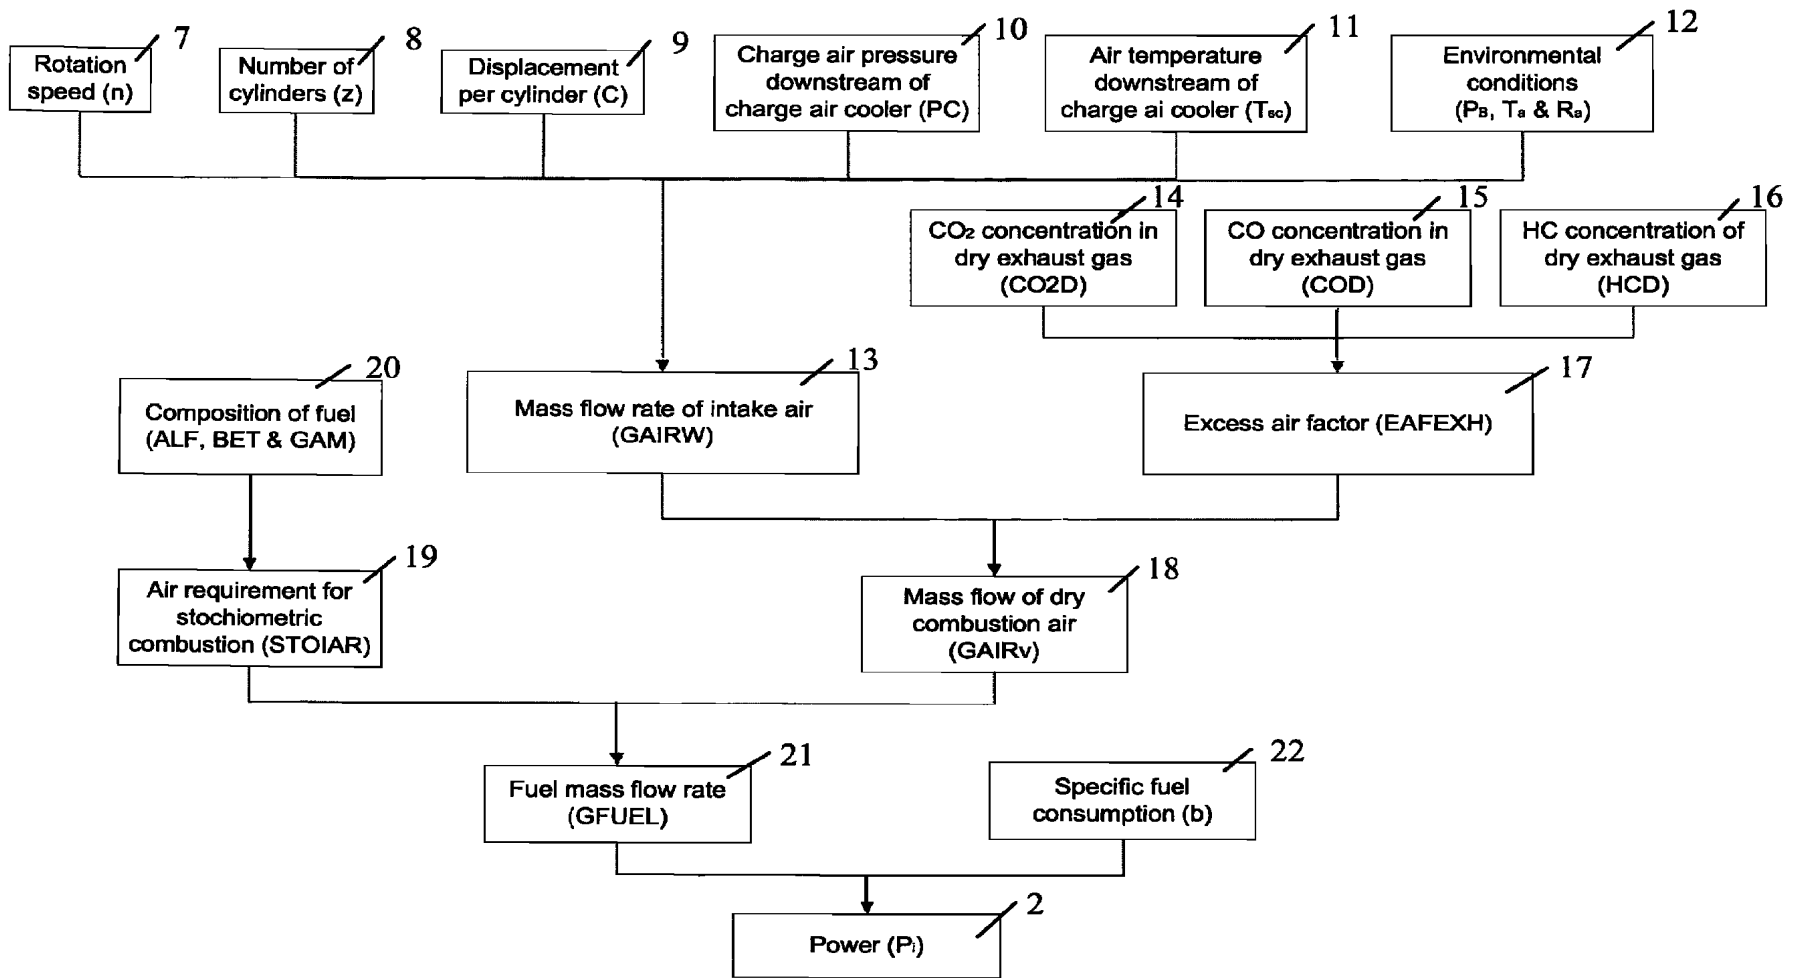 7
8
9
10
11
12
Rotation
speed (n)
Number of
cylinders (z)
Displacement
per cylinder (C)
Charge air pressure
downstream of
charge air cooler (PC)
Air temperature
downstream of
charge ai cooler (Tsc)
Environmental
conditions
(PB, Ta & Ra)
14
15
16
CO2 concentration in
dry exhaust gas
(CO2D)
CO concentration in
dry exhaust gas
(COD)
HC concentration of
dry exhaust gas
(HCD)
20
13
17
Composition of fuel
(ALF, BET & GAM)
Mass flow rate of intake air
(GAIRW)
Excess air factor (EAFEXH)
19
18
Air requirement for
stochiometric
combustion (STOIAR)
Mass flow of dry
combustion air
(GAIRv)
21
22
Fuel mass flow rate
(GFUEL)
Specific fuel
consumption (b)
2
Power (Pi)